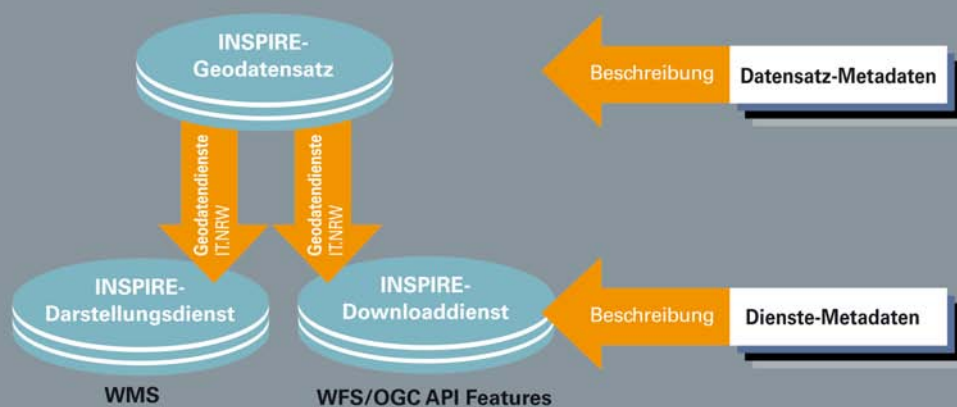 INSPIRE-
Geodatensatz
Beschreibung
Datensatz-Metadaten
Geodatendienste
IT.NRW
Geodatendienste
IT.NRW
INSPIRE-
Darstellungsdienst
INSPIRE-
Downloaddienst
Beschreibung
Dienste-Metadaten
WMS
WFS/OGC API Features